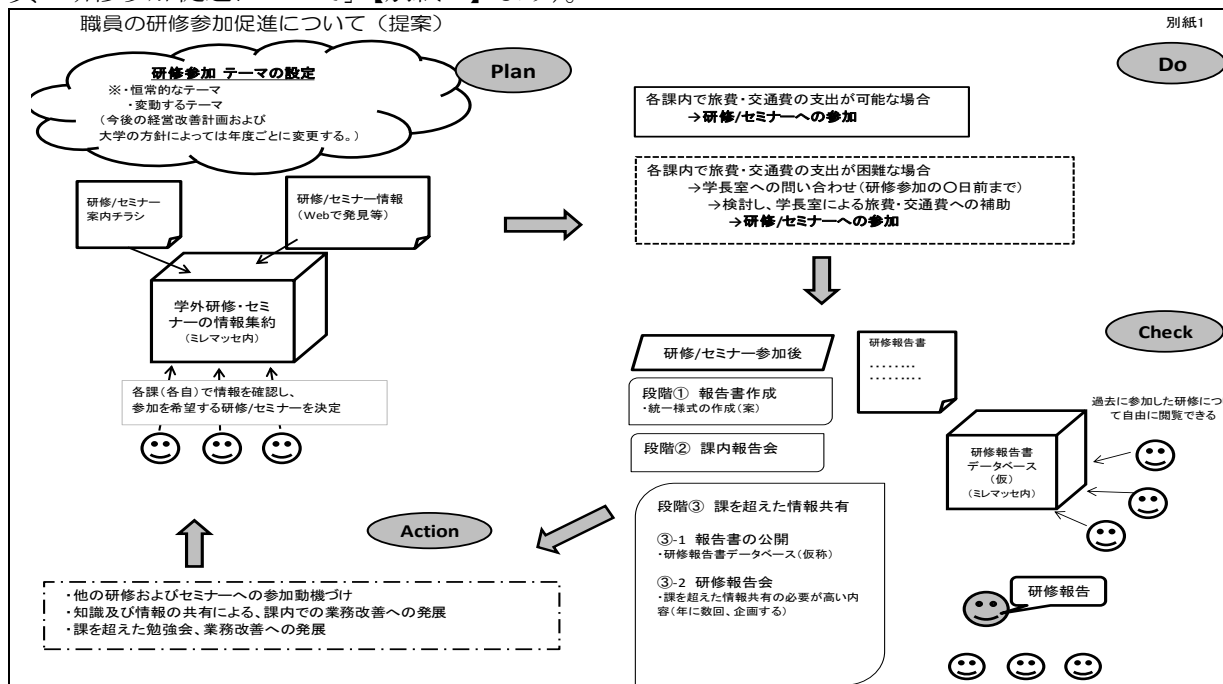 職員の研修参加促進について（提案）
別紙1
Plan
研修参加 テーマの設定
※・恒常的なテーマ
・変動するテーマ
（今後の経営改善計画および
大学の方針によっては年度ごとに変更する。）
研修/セミナー
案内チラシ
研修/セミナー情報
（Webで発見等）
学外研修・セミ
ナーの情報集約
（ミレマッセ内）
各課（各自）で情報を確認し、
参加を希望する研修/セミナーを決定
Do
各課内で旅費・交通費の支出が可能な場合
→研修/セミナーへの参加
各課内で旅費・交通費の支出が困難な場合
→学長室への問い合わせ（研修参加の〇日前まで）
→検討し、学長室による旅費・交通費への補助
→研修/セミナーへの参加
Check
研修/セミナー参加後
段階① 報告書作成
・統一様式の作成（案）
段階② 課内報告会
段階③ 課を超えた情報共有
③-1 報告書の公開
・研修報告書データベース（仮称）
③-2 研修報告会
・課を超えた情報共有の必要が高い内
容（年に数回、企画する）
研修報告書
‥‥‥‥
‥‥‥‥‥
過去に参加した研修につ
て自由に閲覧できる
研修報告書
データベース
（仮）
（ミレマッセ内）
研修報告
Action
・他の研修およびセミナーへの参加動機づけ
・知識及び情報の共有による、課内での業務改善への発展
・課を超えた勉強会、業務改善への発展